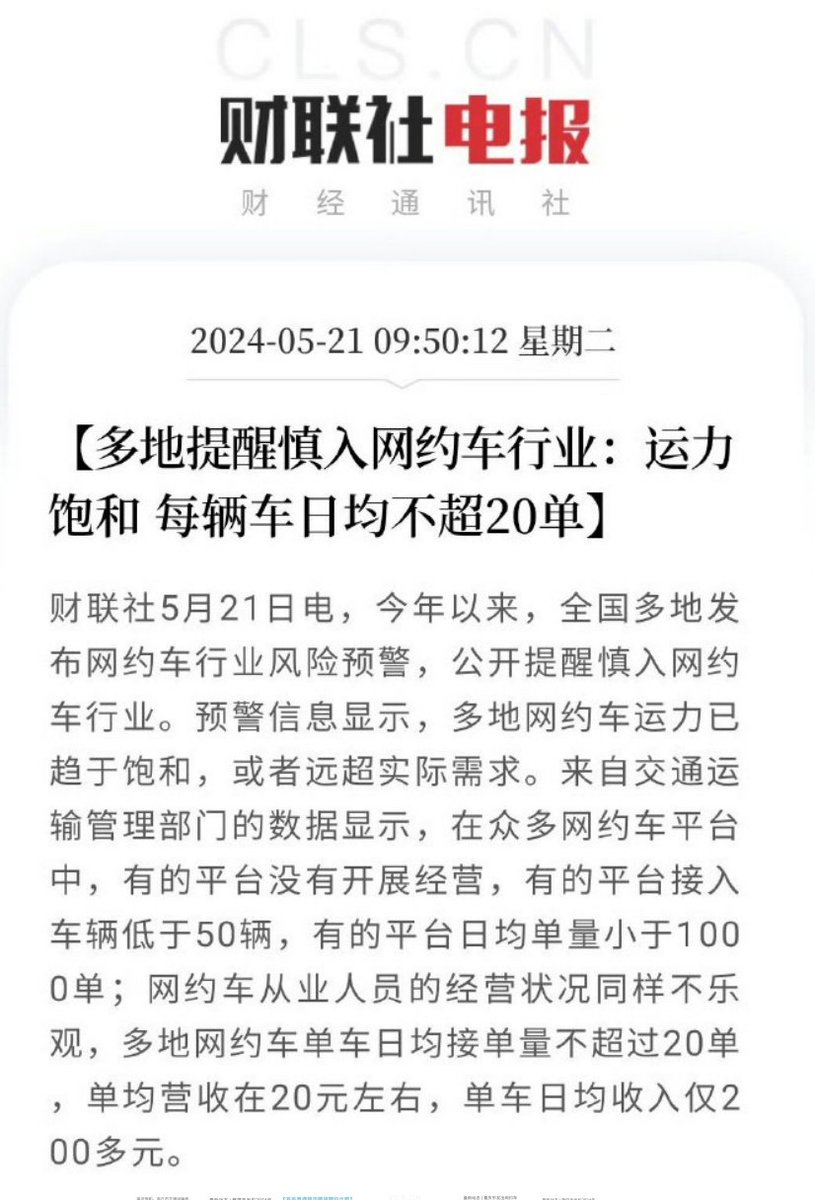 CLS.CN
财联社电报
财经通讯社
2024-05-21 09:50:12 星期二
【多地提醒慎入网约车行业：运力
饱和 每辆车日均不超20单】
财联社5月21日电，今年以来，全国多地发
布网约车行业风险预警，公开提醒慎入网约
车行业。预警信息显示，多地网约车运力已
趋于饱和，或者远超实际需求。来自交通运
输管理部门的数据显示，在众多网约车平台
中，有的平台没有开展经营，有的平台接入
车辆低于50辆，有的平台日均单量小于100
0单；网约车从业人员的经营状况同样不乐
观，多地网约车单车日均接单量不超过20单
，单均营收在20元左右，单车日均收入仅2
00多元。